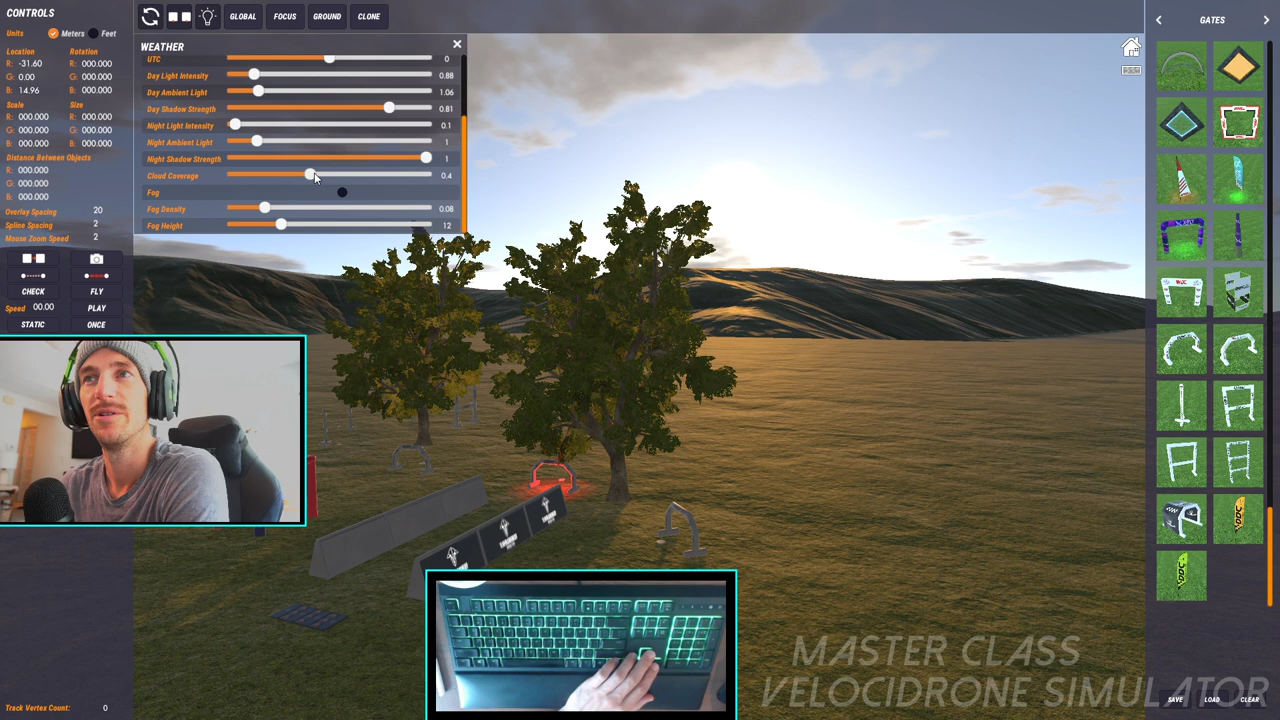 CONTROLS
Units Meters Feet
Location Rotation
R: -31.60 R: 000.000
G: 0.00 G: 000.000
B: 14.96 B: 000.000
Scale Size
R: 000.000 R: 000.000
G: 000.000 G: 000.000
B: 000.000 B: 000.000
Distance Between Objects
R: 000.000
G: 000.000
B: 000.000
Overlay Spacing 20
Spline Spacing 2
Mouse Zoom Speed 2
CHECK FLY
Speed 00.00 PLAY
STATIC ONCE
Track Vertex Count: 0
GLOBAL FOCUS GROUND CLONE
WEATHER
UTC 0
Day Light Intensity 0.88
Day Ambient Light 1.06
Day Shadow Strength 0.81
Night Light Intensity 0.1
Night Ambient Light 1
Night Shadow Strength 1
Cloud Coverage 0.4
Fog
Fog Density 0.08
Fog Height 12
GATES
MASTER CLASS
VELOCIDRONE SIMULATOR
SAVE LOAD CLEAR